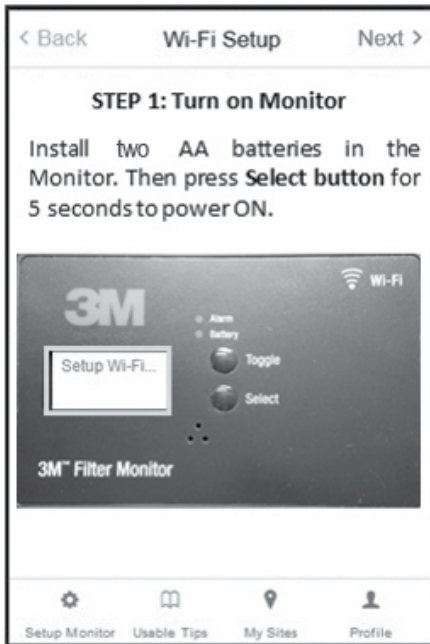 < Back Wi-Fi Setup Next >
STEP 1: Turn on Monitor
Install two AA batteries in the
Monitor. Then press Select button for
5 seconds to power ON.
3M
Wi-Fi
Alarm
Battery
Setup Wi-Fi...
Toggle
Select
3M™ Filter Monitor
Setup Monitor Usable Tips My Sites Profile